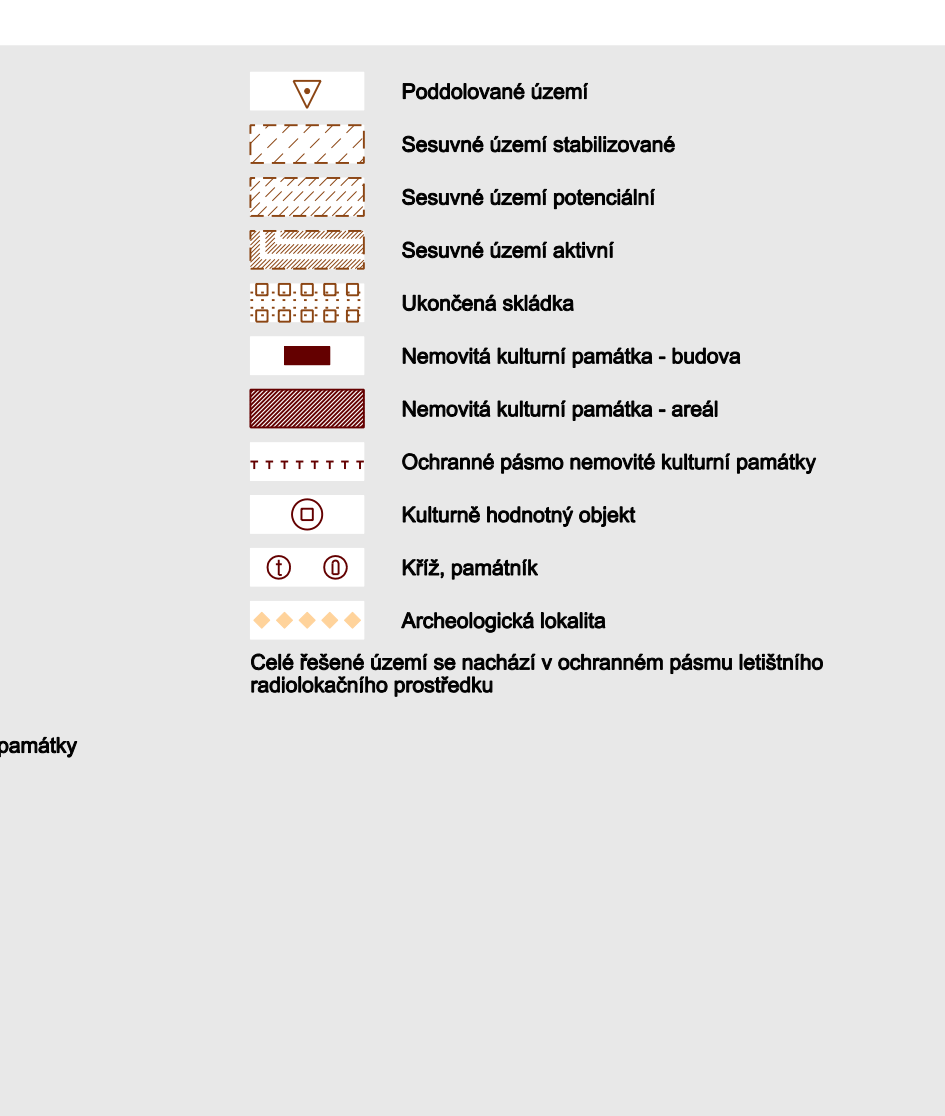 Poddolované území
Sesuvné území stabilizované
Sesuvné území potenciální
Sesuvné území aktivní
Ukončená skládka
Nemovitá kulturní památka - budova
Nemovitá kulturní památka - areál
Ochranné pásmo nemovité kulturní památky
Kulturně hodnotný objekt
Kříž, památník
Archeologická lokalita
Celé řešené území se nachází v ochranném pásmu letištního
radiolokačního prostředku
památky